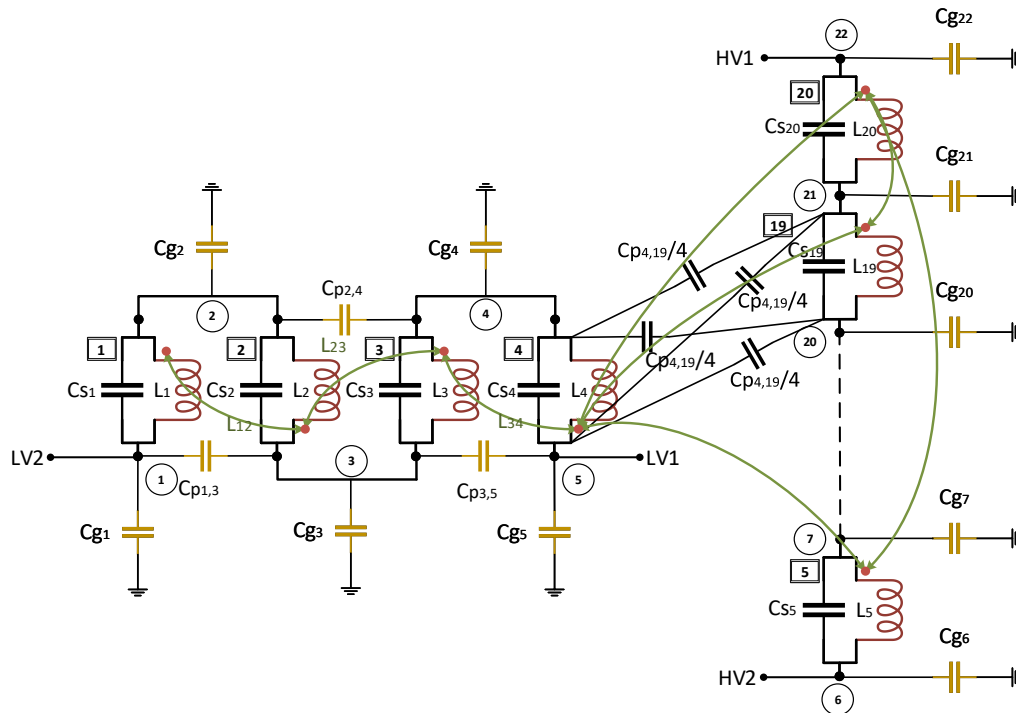 22
Cg22
HV1
20
Cs20
L20
Cg21
21
19
Cs19
L19
Cp4,19/4
Cp4,19/4
Cp4,19/4
Cp4,19/4
Cg20
20
Cg2
Cg4
2
Cp2,4
4
L23
1
2
3
4
Cs1
L1
Cs2
L2
Cs3
L3
Cs4
L4
L12
L34
LV2
1
Cp1,3
3
Cp3,5
5
LV1
Cg1
Cg3
Cg5
Cg7
7
5
Cs5
L5
Cg6
HV2
6